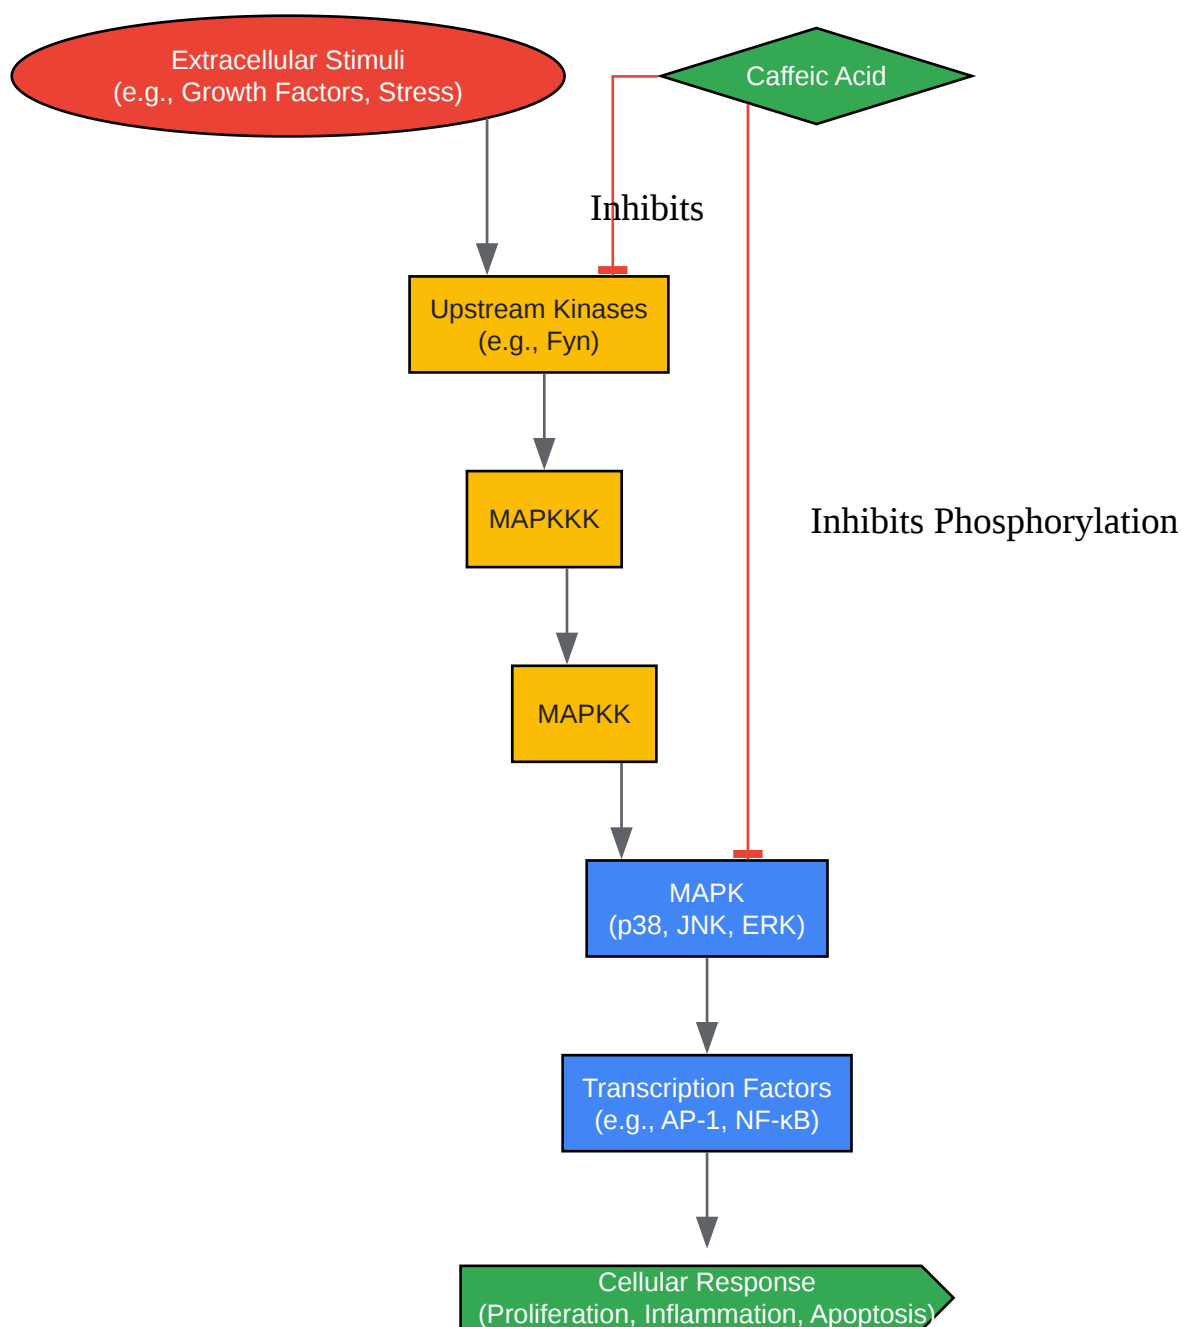 Extracellular Stimuli
(e.g., Growth Factors, Stress)
Caffeic Acid
Inhibits
Upstream Kinases
(e.g., Fyn)
MAPKKK
Inhibits Phosphorylation
MAPKK
MAPK
(p38, JNK, ERK)
Transcription Factors
(e.g., AP-1, NF-κB)
Cellular Response
(Proliferation, Inflammation, Apoptosis)